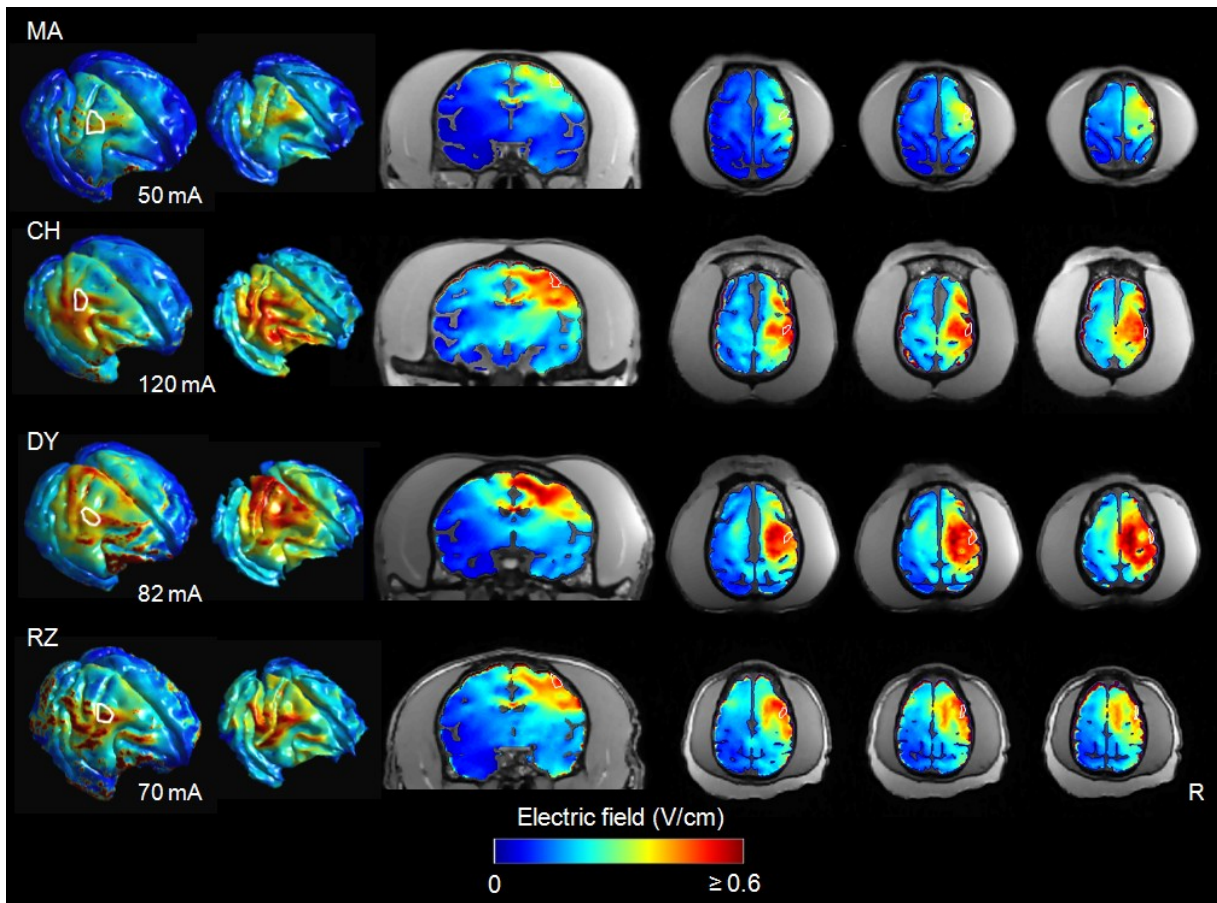 MA
50 mA
CH
120 mA
DY
82 mA
RZ
70 mA
R
Electric field (V/cm)
0
≥ 0.6